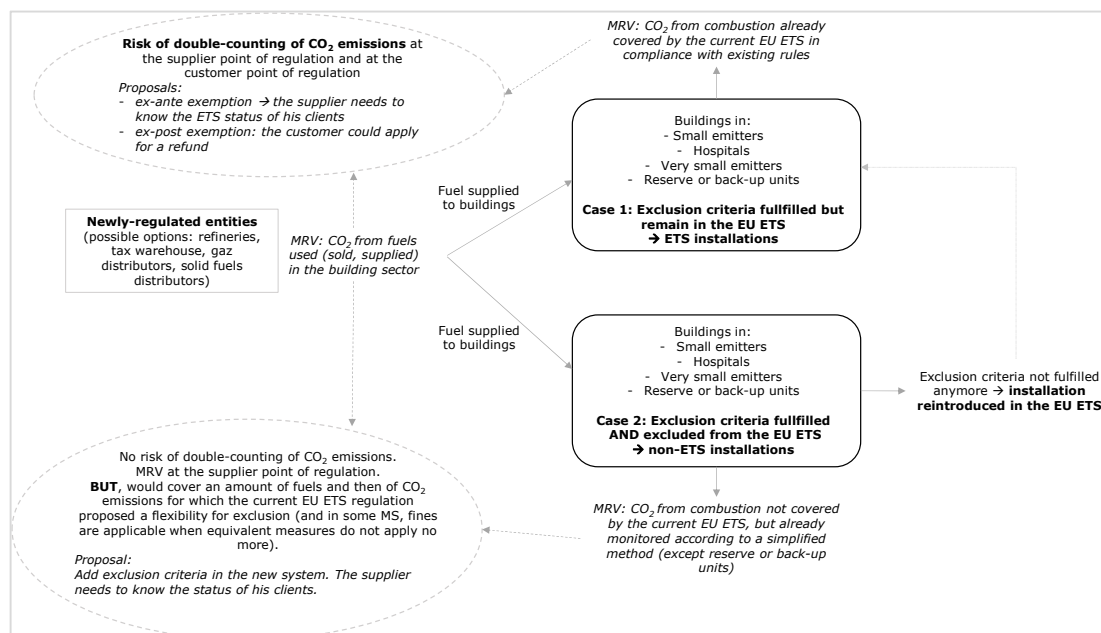 Risk of double-counting of CO2 emissions at
the supplier point of regulation and at the
customer point of regulation
Proposals:
- ex-ante exemption → the supplier needs to
know the ETS status of his clients
- ex-post exemption: the customer could apply
for a refund
MRV: CO2 from combustion already
covered by the current EU ETS in
compliance with existing rules
Buildings in:
- Small emitters
- Hospitals
- Very small emitters
- Reserve or back-up units
Case 1: Exclusion criteria fullfilled but
remain in the EU ETS
→ ETS installations
Fuel supplied
to buildings
Newly-regulated entities
(possible options: refineries,
tax warehouse, gaz
distributors, solid fuels
distributors)
MRV: CO2 from fuels
used (sold, supplied)
in the building sector
Fuel supplied
to buildings
Buildings in:
- Small emitters
- Hospitals
- Very small emitters
- Reserve or back-up units
Case 2: Exclusion criteria fullfilled
AND excluded from the EU ETS
→ non-ETS installations
Exclusion criteria not fulfilled
anymore → installation
reintroduced in the EU ETS
No risk of double-counting of CO2 emissions.
MRV at the supplier point of regulation.
BUT, would cover an amount of fuels and then of CO2
emissions for which the current EU ETS regulation
proposed a flexibility for exclusion (and in some MS, fines
are applicable when equivalent measures do not apply no
more).
Proposal:
Add exclusion criteria in the new system. The supplier
needs to know the status of his clients.
MRV: CO2 from combustion not covered
by the current EU ETS, but already
monitored according to a simplified
method (except reserve or back-up
units)